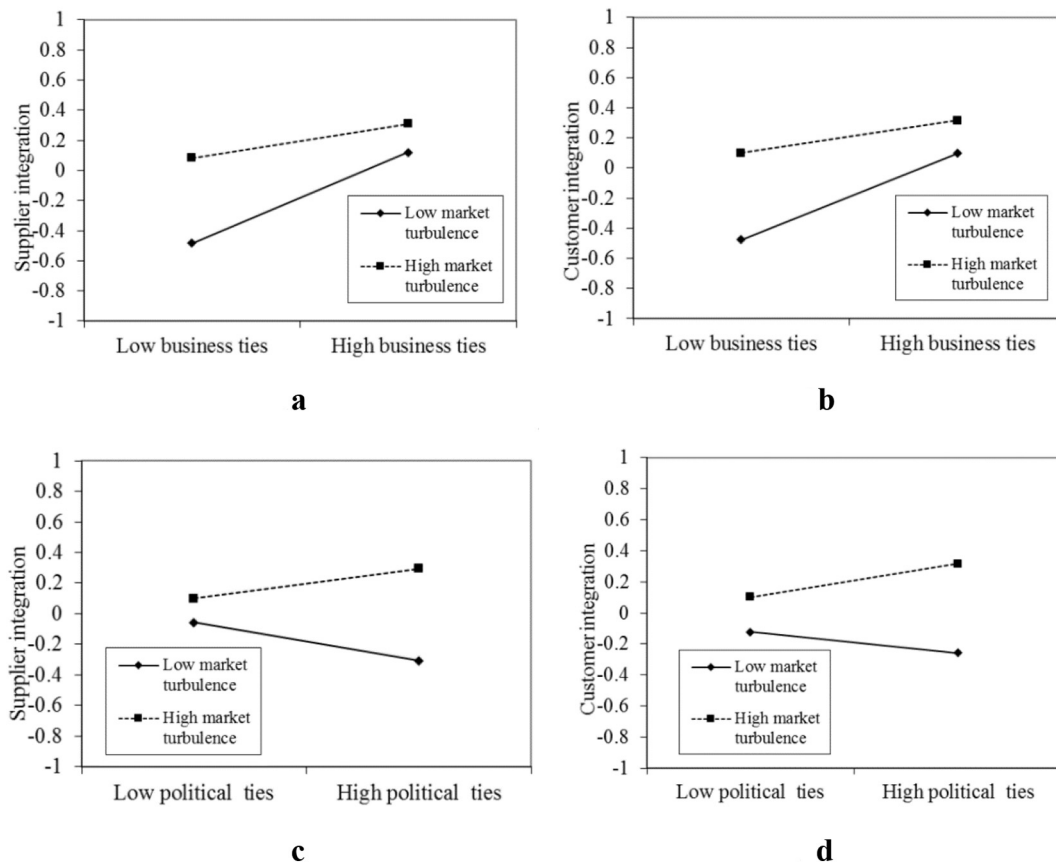 1
0.8
0.6
0.4
0.2
0
-0.2
-0.4
-0.6
-0.8
-1
Supplier integration
Low market
turbulence
High market
turbulence
Low business ties
High business ties
a
1
0.8
0.6
0.4
0.2
0
-0.2
-0.4
-0.6
-0.8
-1
Customer integration
Low market
turbulence
High market
turbulence
Low business ties
High business ties
b
1
0.8
0.6
0.4
0.2
0
-0.2
-0.4
-0.6
-0.8
-1
Supplier integration
Low market
turbulence
High market
turbulence
Low political ties
High political ties
c
1
0.8
0.6
0.4
0.2
0
-0.2
-0.4
-0.6
-0.8
-1
Customer integration
Low market
turbulence
High market
turbulence
Low political ties
High political ties
d